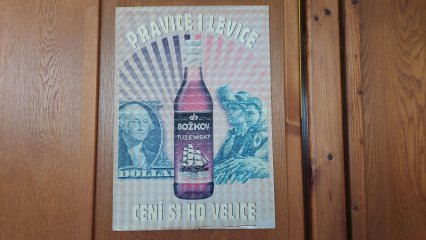 PRAVICE I LEVICE
BOŽKOV
TUZEMSKÝ
DOLLAR
CENÍ SI HO VELICE